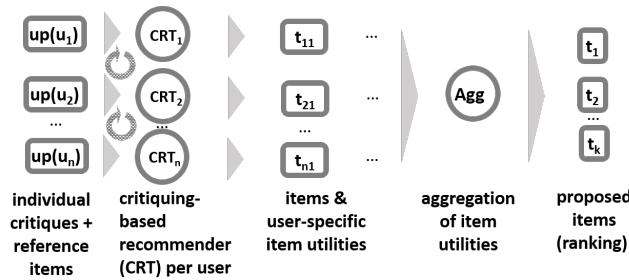 up(u1) CRT1 t11 ... t1
up(u2) CRT2 t21 ... Agg t2
... ... ... ...
up(un) CRTn tn1 ... tk
individual critiques + reference items
critiquing-based recommender (CRT) per user
items & user-specific item utilities
aggregation of item utilities
proposed items (ranking)